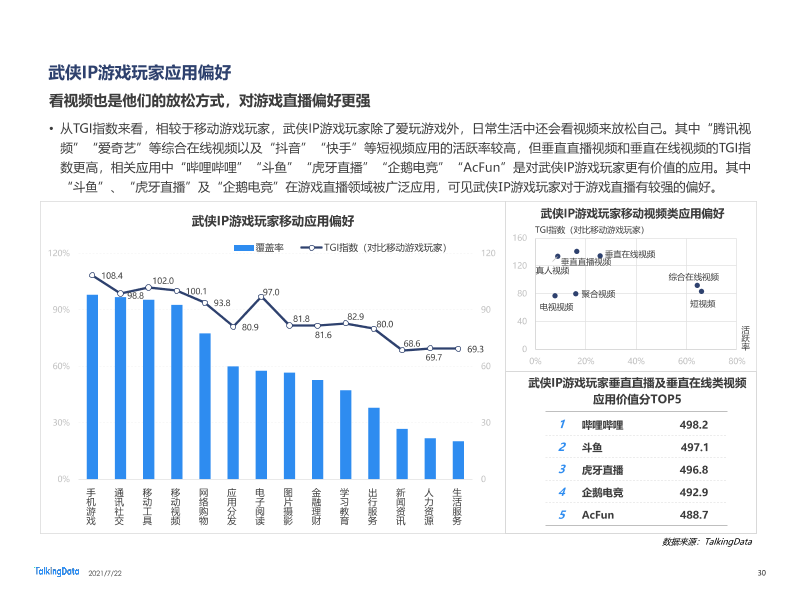 武侠IP游戏玩家应用偏好
看视频也是他们的放松方式，对游戏直播偏好更强
• 从TGI指数来看，相较于移动游戏玩家，武侠IP游戏玩家除了爱玩游戏外，日常生活中还会看视频来放松自己。其中“腾讯视
频”“爱奇艺”等综合在线视频以及“抖音”“快手”等短视频应用的活跃率较高，但垂直直播视频和垂直在线视频的TGI指
数更高，相关应用中“哔哩哔哩”“斗鱼”“虎牙直播”“企鹅电竞”“AcFun”是对武侠IP游戏玩家更有价值的应用。其中
“斗鱼”、“虎牙直播”及“企鹅电竞”在游戏直播领域被广泛应用，可见武侠IP游戏玩家对于游戏直播有较强的偏好。
武侠IP游戏玩家移动应用偏好
覆盖率 TGI指数（对比移动游戏玩家）
120% 120
90% 90
60% 60
30% 30
0% 0
108.4
98.8
102.0
100.1
93.8
80.9
97.0
81.8
81.6
82.9
80.0
68.6
69.7
69.3
手机游戏
通讯社交
移动工具
移动视频
网络购物
应用分发
电子阅读
图片摄影
金融理财
学习教育
出行服务
新闻资讯
人力资源
生活服务
武侠IP游戏玩家移动视频类应用偏好
TGI指数（对比移动游戏玩家）
160
120
80
40
0
0% 20% 40% 60% 80%
活跃率
垂直在线视频
垂直直播视频
真人视频
综合在线视频
聚合视频
短视频
电视视频
武侠IP游戏玩家垂直直播及垂直在线类视频
应用价值分TOP5
1 哔哩哔哩 498.2
2 斗鱼 497.1
3 虎牙直播 496.8
4 企鹅电竞 492.9
5 AcFun 488.7
数据来源：TalkingData
TalkingData 2021/7/22 30